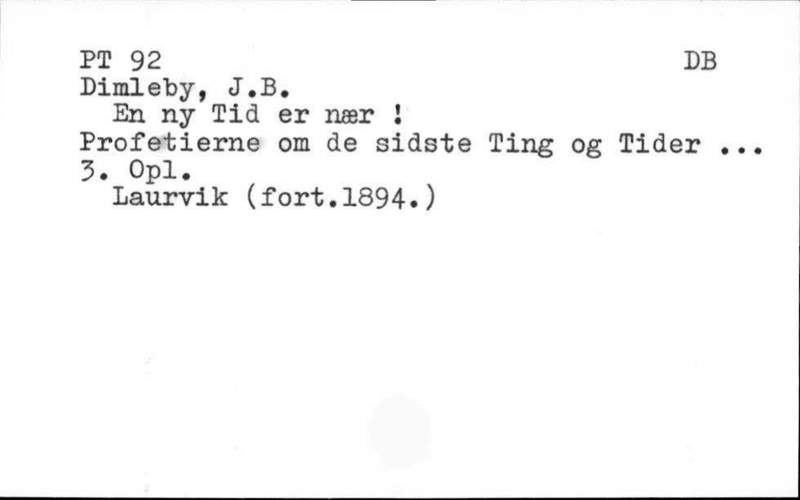 PT 92 DB
Dimleby, J.B.
En ny Tid er nær !
Profetierne om de sidste Ting og Tider ...
3. Opl.
Laurvik (fort.1894.)